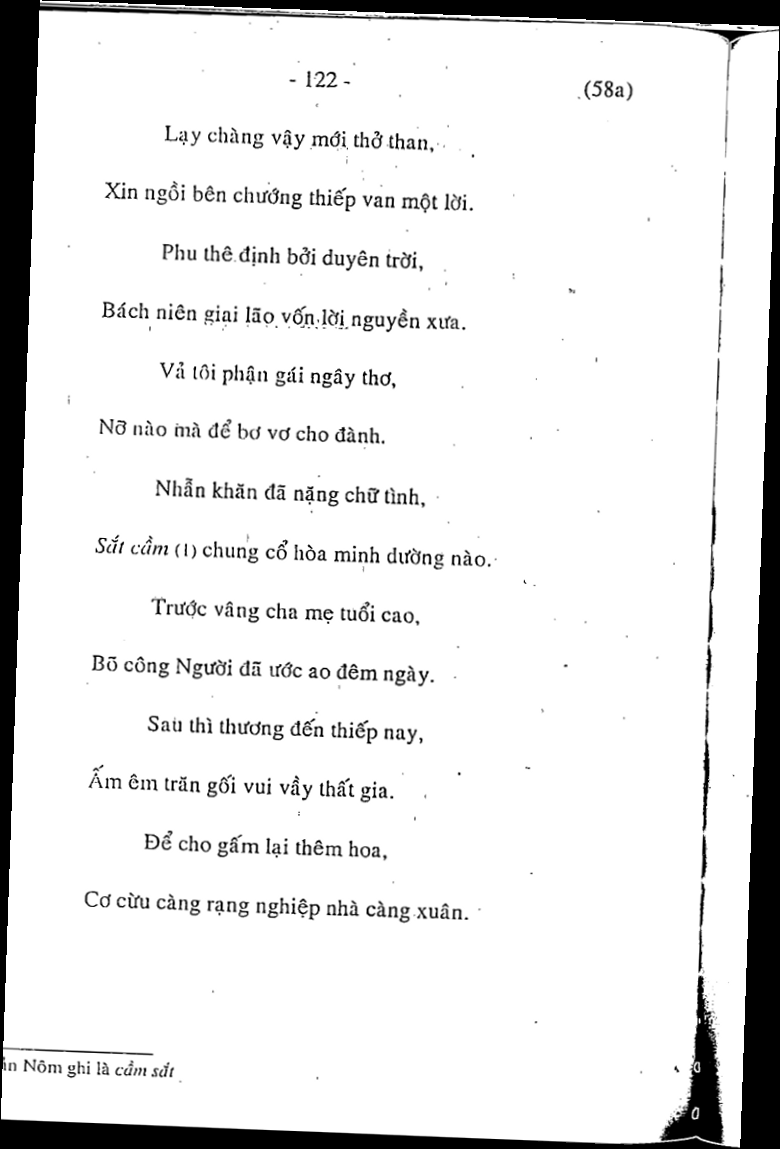 - 122 -
(58a)
Lạy chàng vậy mới thở than,
Xin ngồi bên chướng thiếp van một lời.
Phu thê định bởi duyên trời,
Bách niên giai lão vốn lời nguyền xưa.
Vả tôi phận gái ngây thơ,
Nỡ nào mà để bơ vơ cho đành.
Nhẫn khăn đã nặng chữ tình,
Sắt cầm (1) chung cổ hòa minh dường nào.
Trước vâng cha mẹ tuổi cao,
Bõ công Người đã ước ao đêm ngày.
Sau thì thương đến thiếp nay,
Ấm êm trăn gối vui vầy thất gia.
Để cho gấm lại thêm hoa,
Cơ cừu càng rạng nghiệp nhà càng xuân.
Nôm ghi là cầm sắt